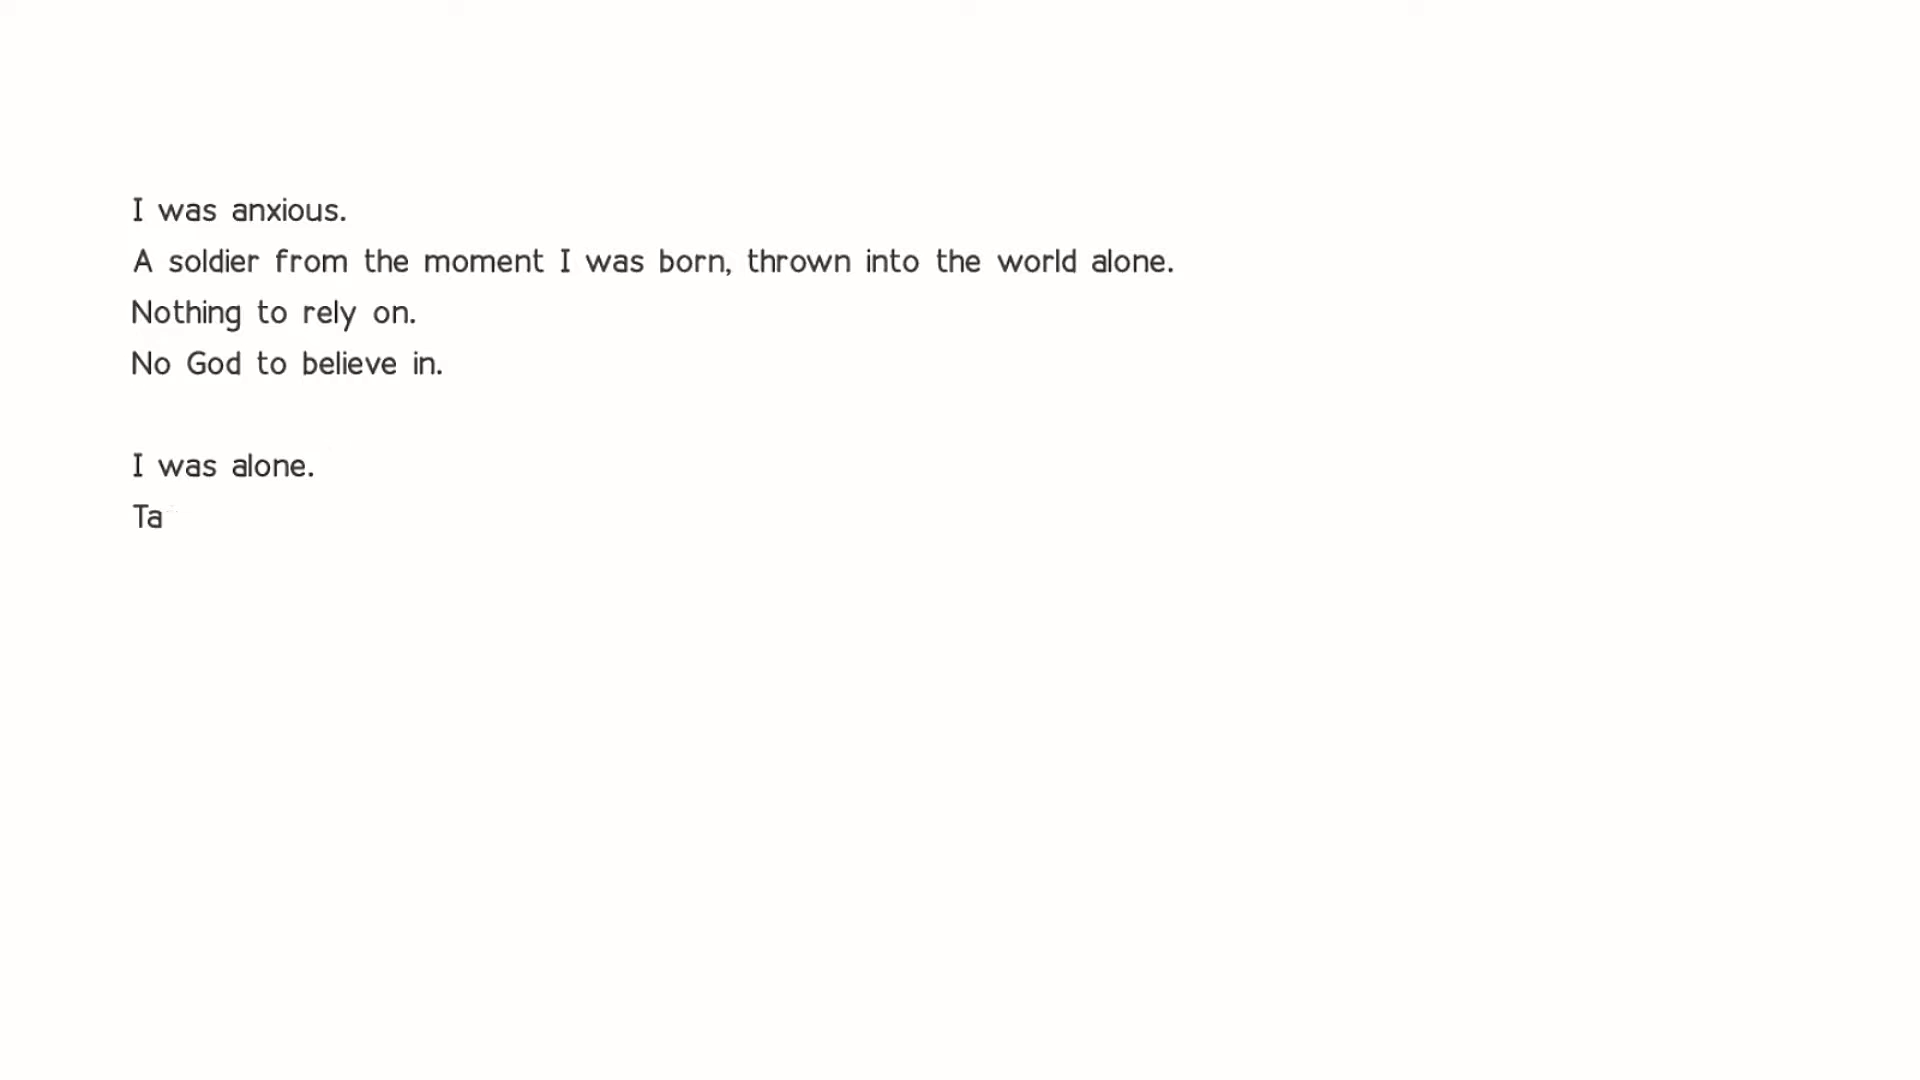 I was anxious.
A soldier from the moment I was born, thrown into the world alone.
Nothing to rely on.
No God to believe in.
I was alone.
Ta